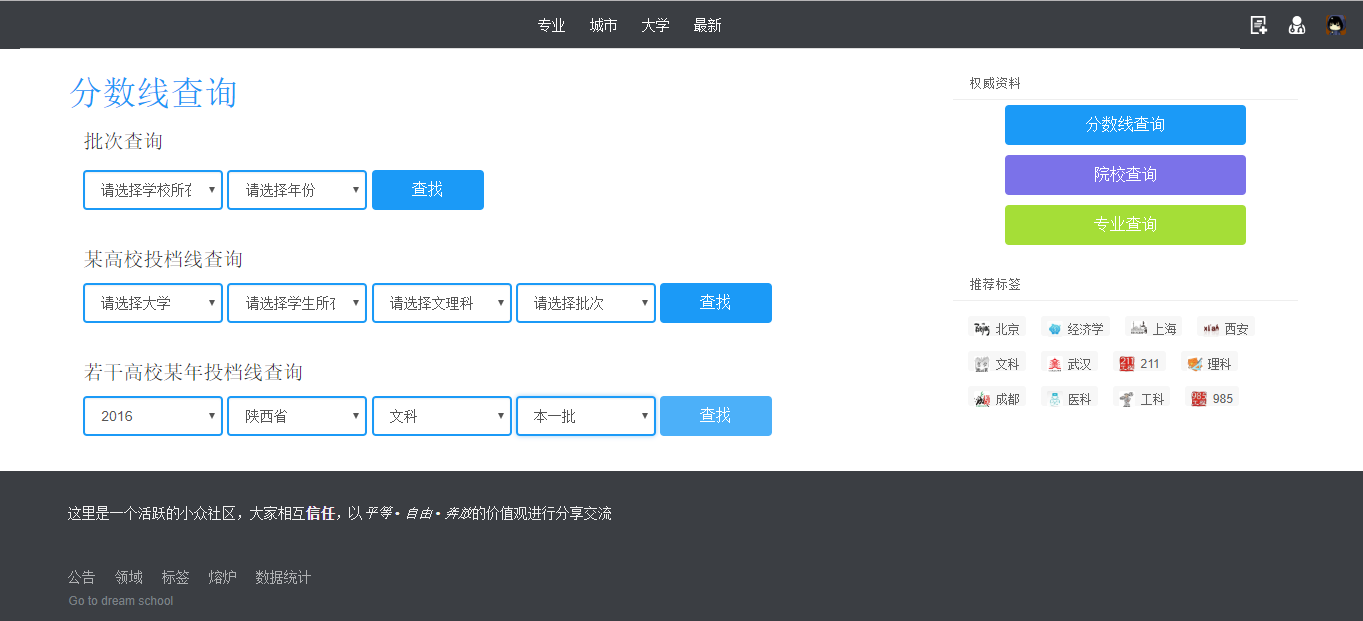 专业 城市 大学 最新
分数线查询
批次查询
请选择学校所在 请选择年份 查找
某高校投档线查询
请选择大学 请选择学生所在 请选择文理科 请选择批次 查找
若干高校某年投档线查询
2016 陕西省 文科 本一批 查找
权威资料
分数线查询
院校查询
专业查询
推荐标签
北京 经济学 上海 西安
文科 武汉 211 理科
成都 医科 工科 985
这里是一个活跃的小众社区，大家相互信任，以 平等 • 自由 • 奔放的价值观进行分享交流
公告 领域 标签 熔炉 数据统计
Go to dream school